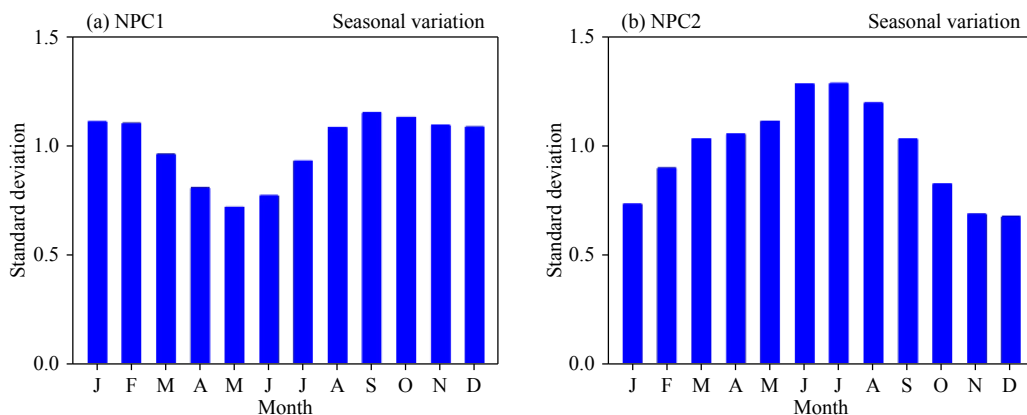 (a) NPC1 Seasonal variation
1.5
1.0
0.5
0.0
Standard deviation
J F M A M J J A S O N D
Month
(b) NPC2 Seasonal variation
1.5
1.0
0.5
0.0
Standard deviation
J F M A M J J A S O N D
Month